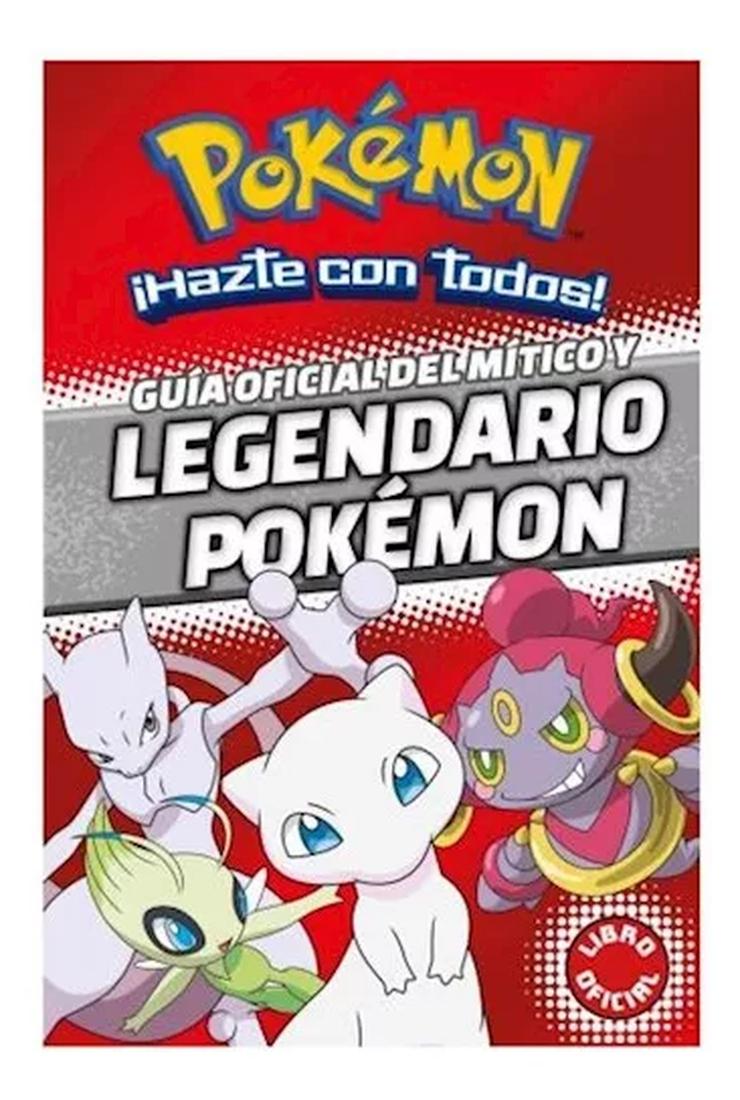 POKéMON
¡Hazte con Todos!
GUÍA OFICIAL DEL MÍTICO Y
LEGENDARIO
POKÉMON
LIBRO
OFICIAL